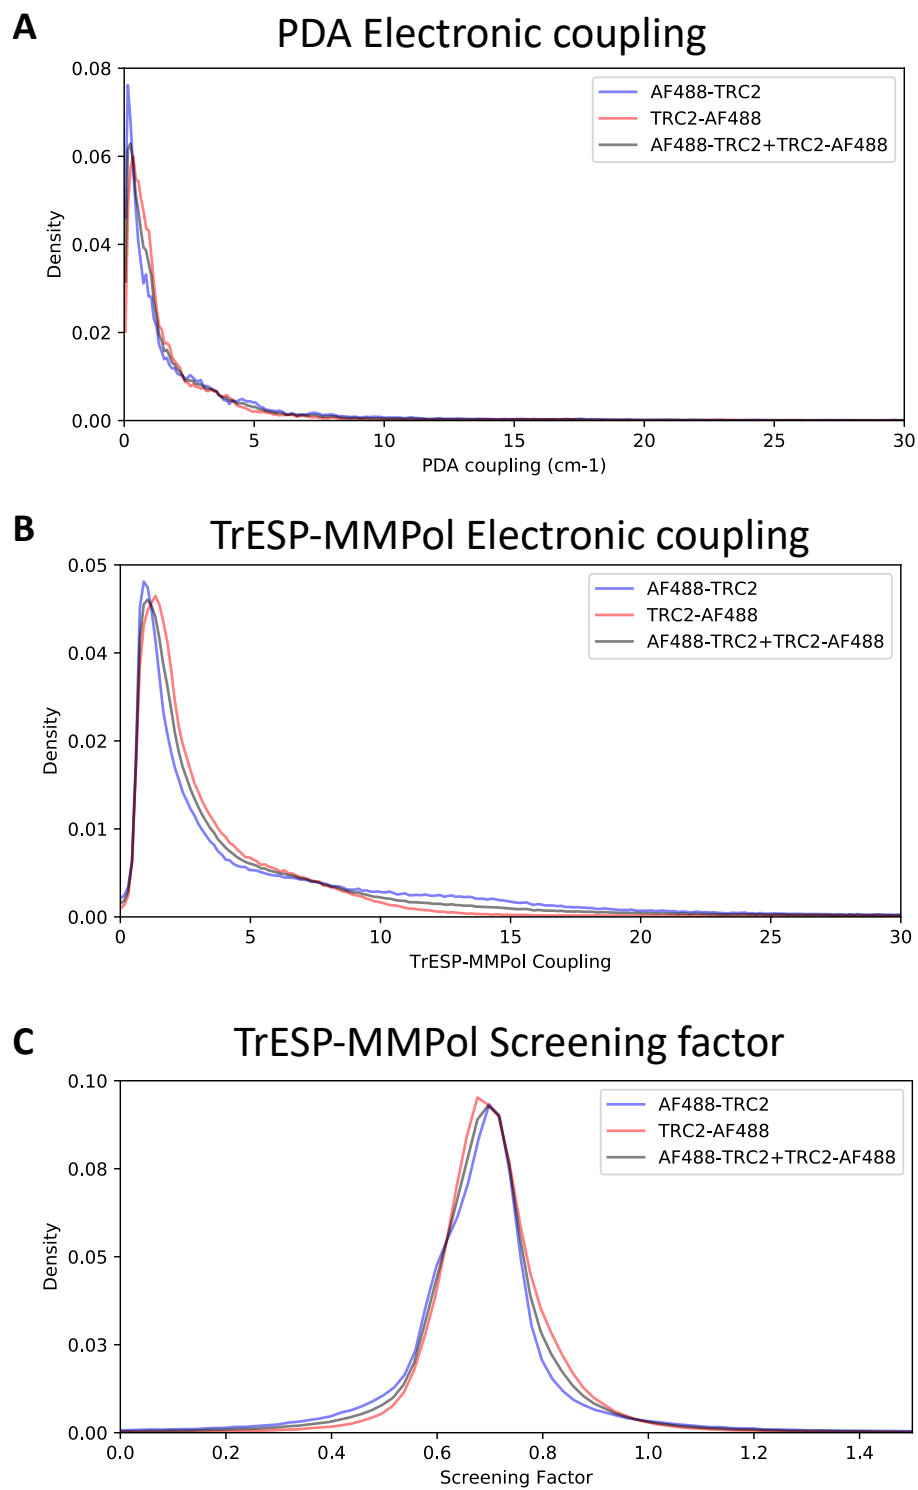 A
PDA Electronic coupling
0.08
0.06
0.04
0.02
0.00
Density
AF488-TRC2
TRC2-AF488
AF488-TRC2+TRC2-AF488
0
5
10
15
20
25
30
PDA coupling (cm-1)
B
TrESP-MMPol Electronic coupling
0.05
0.04
0.02
0.01
0.00
Density
AF488-TRC2
TRC2-AF488
AF488-TRC2+TRC2-AF488
0
5
10
15
20
25
30
TrESP-MMPol Coupling
C
TrESP-MMPol Screening factor
0.10
0.08
0.05
0.03
0.00
Density
AF488-TRC2
TRC2-AF488
AF488-TRC2+TRC2-AF488
0.0
0.2
0.4
0.6
0.8
1.0
1.2
1.4
Screening Factor